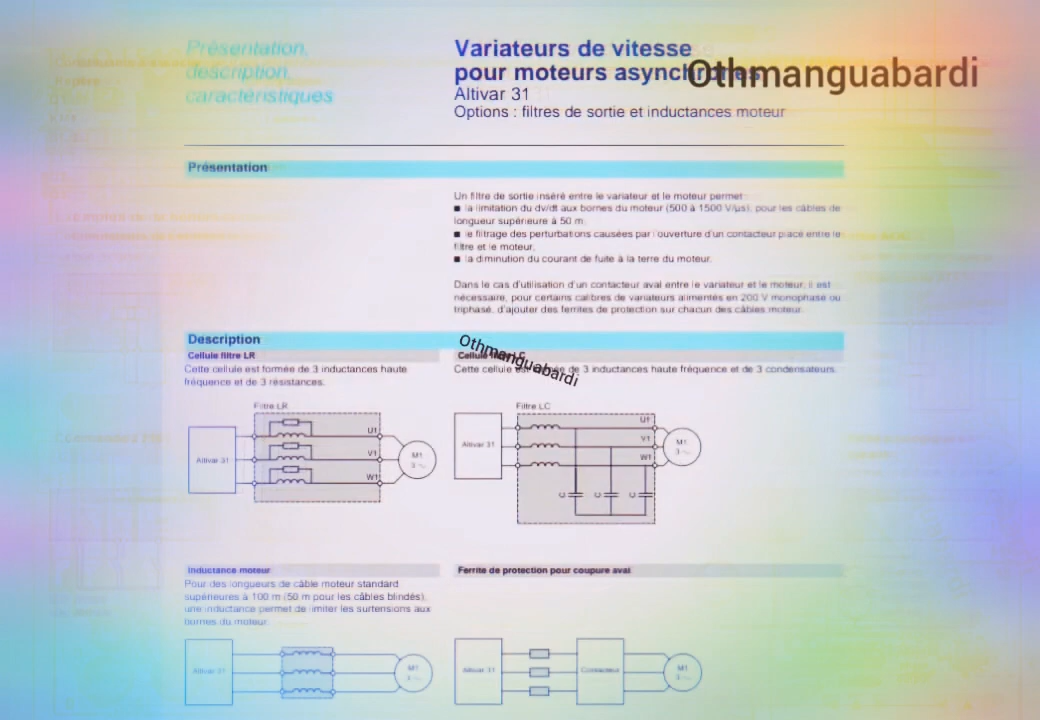 Présentation,
description,
caractéristiques
Variateurs de vitesse
pour moteurs asynchrones
Altivar 31
Options : filtres de sortie et inductances moteur
Othmanguabardi
Présentation
Un filtre de sortie inséré entre le variateur et le moteur permet :
■ la limitation du dv/dt aux bornes du moteur (500 à 1500 V/µs), pour les câbles de
longueur supérieure à 50 m
■ le filtrage des perturbations causées par l'ouverture d'un contacteur placé entre le
filtre et le moteur,
■ la diminution du courant de fuite à la terre du moteur.
Dans le cas d'utilisation d'un contacteur aval entre le variateur et le moteur, il est
nécessaire, pour certains calibres de variateurs alimentés en 200 V monophasé ou
triphasé, d'ajouter des ferrites de protection sur chacun des câbles moteur.
Description
Othmanguabardi
Cellule filtre LR
Cette cellule est formée de 3 inductances haute
fréquence et de 3 résistances.
Cellule filtre LC
Cette cellule est formée de 3 inductances haute fréquence et de 3 condensateurs.
Filtre LR
Altivar 31
U1
V1
W1
M1
3 ~
Filtre LC
Altivar 31
U1
V1
W1
C
C
C
M1
3 ~
Inductance moteur
Pour des longueurs de câble moteur standard
supérieures à 100 m (50 m pour les câbles blindés),
une inductance permet de limiter les surtensions aux
bornes du moteur.
Altivar 31
M1
3 ~
Ferrite de protection pour coupure aval
Altivar 31
Contacteur
M1
3 ~